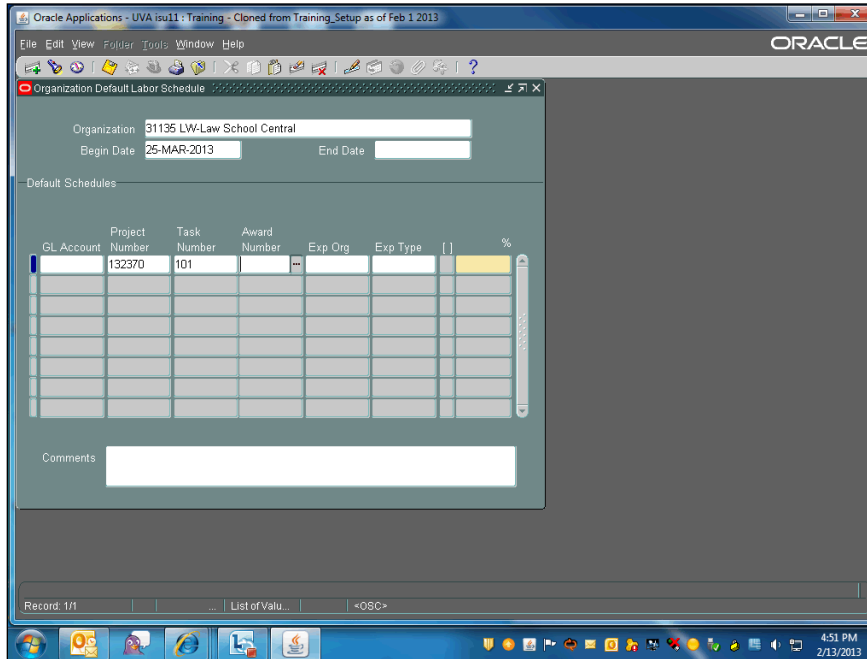 Oracle Applications - UVA isu11 : Training - Cloned from Training_Setup as of Feb 1 2013
File Edit View Folder Tools Window Help
ORACLE
Organization Default Labor Schedule
Organization 31135 LW-Law School Central
Begin Date 25-MAR-2013 End Date
Default Schedules
Project Task Award
GL Account Number Number Number Exp Org Exp Type [ ] %
132370 101
Comments
Record: 1/1 ... List of Valu... <OSC>
4:51 PM
2/13/2013